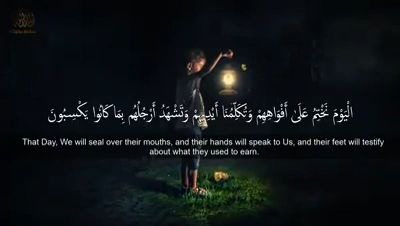 الْيَوْمَ نَخْتِمُ عَلَىٰ أَفْوَاهِهِمْ وَتُكَلِّمُنَا أَيْدِيهِمْ وَتَشْهَدُ أَرْجُلُهُم بِمَا كَانُوا يَكْسِبُونَ
That Day, We will seal over their mouths, and their hands will speak to Us, and their feet will testify
about what they used to earn.